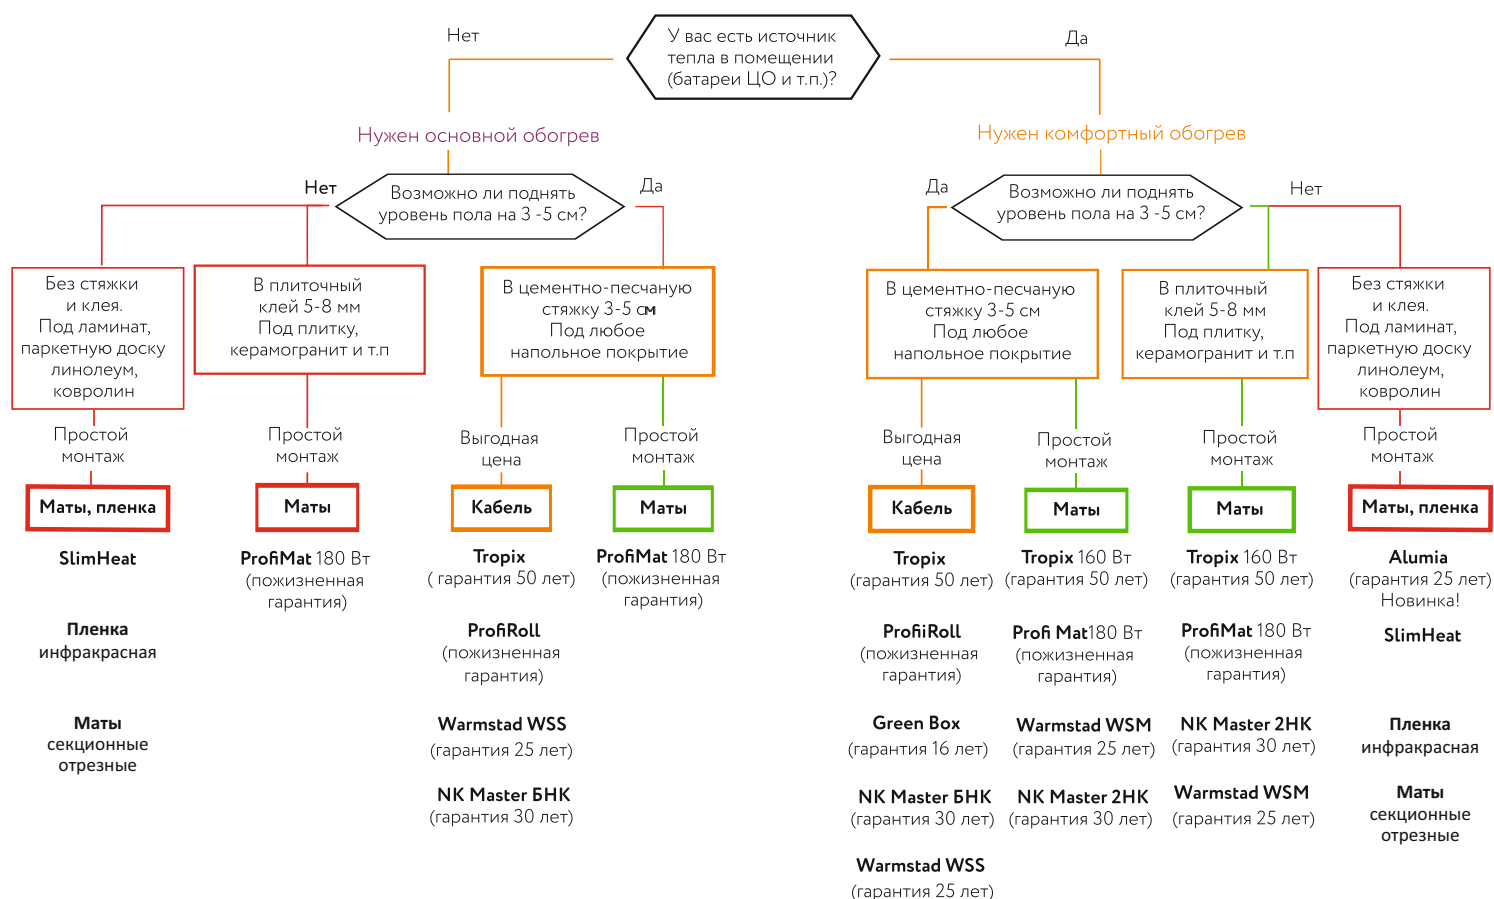 У вас есть источник
тепла в помещении
(батареи ЦО и т.п.)?
Нет
Да
Нужен основной обогрев
Нужен комфортный обогрев
Нет
Возможно ли поднять
уровень пола на 3 -5 см?
Да
Да
Возможно ли поднять
уровень пола на 3 -5 см?
Нет
Без стяжки
и клея.
Под ламинат,
паркетную доску
линолеум,
ковролин
В плиточный
клей 5-8 мм
Под плитку,
керамогранит и т.п
В цементно-песчаную
стяжку 3-5 см
Под любое
напольное покрытие
В цементно-песчаную
стяжку 3-5 см
Под любое
напольное покрытие
В плиточный
клей 5-8 мм
Под плитку,
керамогранит и т.п
Без стяжки
и клея.
Под ламинат,
паркетную доску
линолеум,
ковролин
Простой
монтаж
Простой
монтаж
Выгодная
цена
Простой
монтаж
Выгодная
цена
Простой
монтаж
Простой
монтаж
Простой
монтаж
Маты, пленка
Маты
Кабель
Маты
Кабель
Маты
Маты
Маты, пленка
SlimHeat
Пленка
инфракрасная
Маты
секционные
отрезные
ProfiMat 180 Вт
(пожизненная
гарантия)
Tropix
( гарантия 50 лет)
ProfiRoll
(пожизненная
гарантия)
Warmstad WSS
(гарантия 25 лет)
NK Master БНК
(гарантия 30 лет)
ProfiMat 180 Вт
(пожизненная
гарантия)
Tropix
(гарантия 50 лет)
ProfiiRoll
(пожизненная
гарантия)
Green Box
(гарантия 16 лет)
NK Master БНК
(гарантия 30 лет)
Warmstad WSS
(гарантия 25 лет)
Tropix 160 Вт
(гарантия 50 лет)
Profi Mat180 Вт
(пожизненная
гарантия)
Warmstad WSM
(гарантия 25 лет)
NK Master 2НК
(гарантия 30 лет)
Tropix 160 Вт
(гарантия 50 лет)
ProfiMat 180 Вт
(пожизненная
гарантия)
NK Master 2НК
(гарантия 30 лет)
Warmstad WSM
(гарантия 25 лет)
Alumia
(гарантия 25 лет)
Новинка!
SlimHeat
Пленка
инфракрасная
Маты
секционные
отрезные